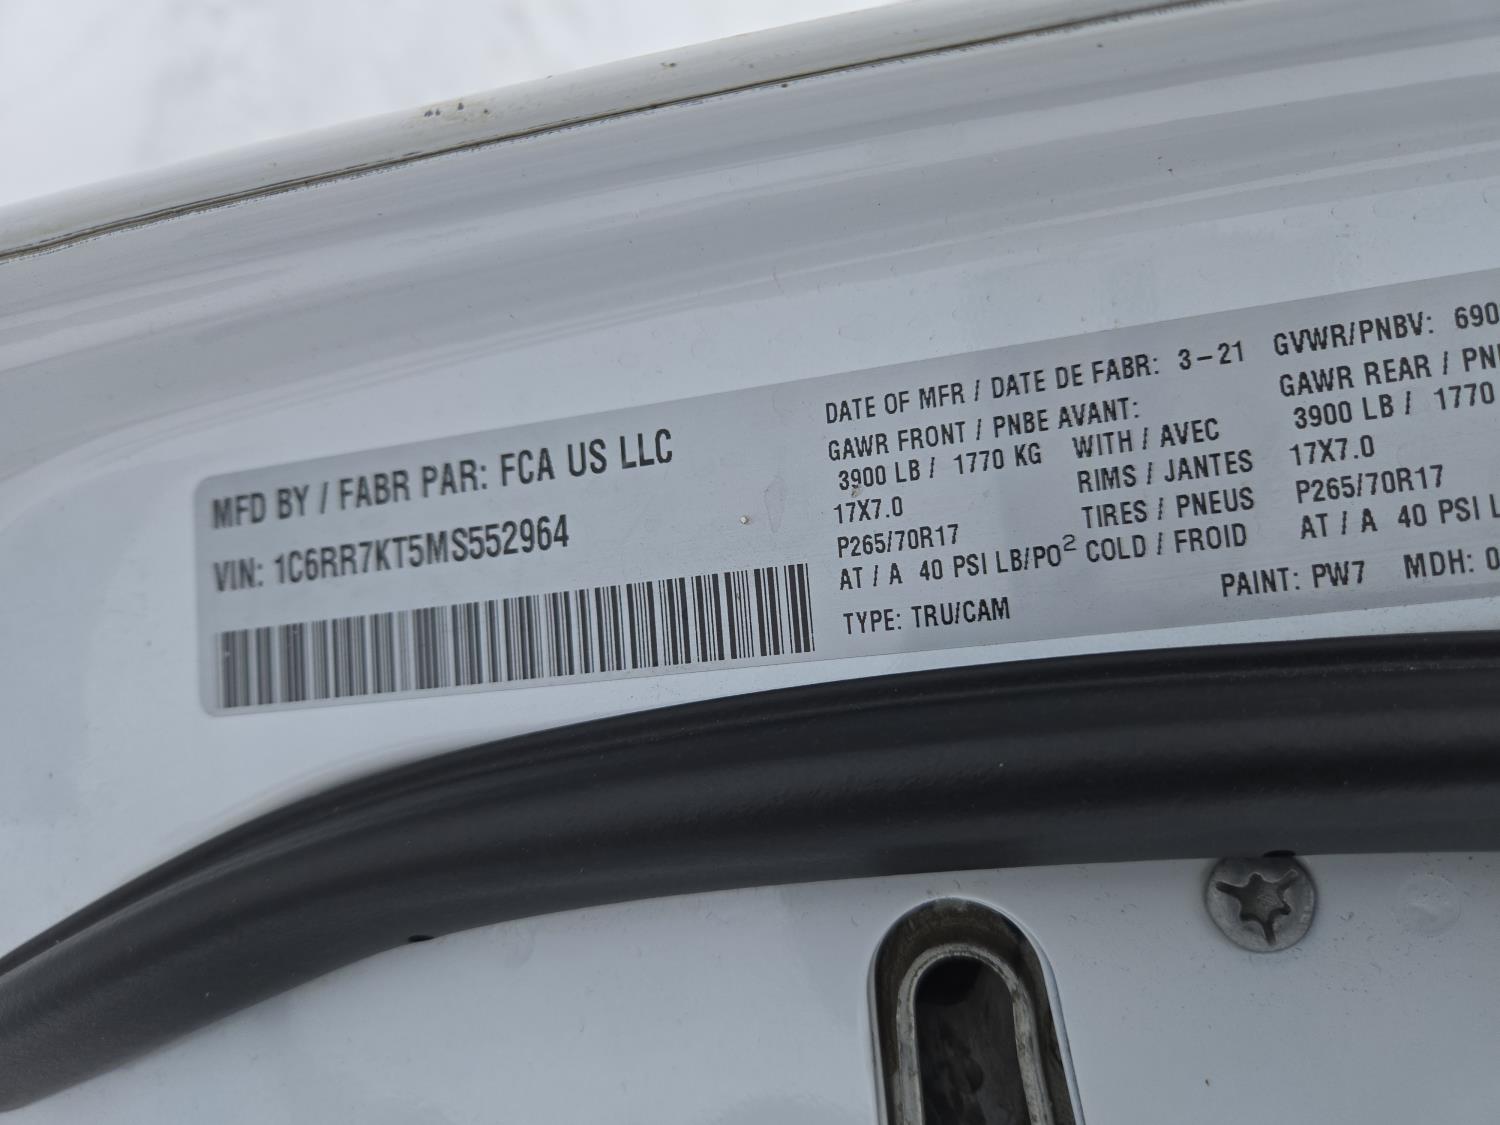 MFD BY / FABR PAR: FCA US LLC
VIN: 1C6RR7KT5MS552964
DATE OF MFR / DATE DE FABR: 3-21
GAWR FRONT / PNBE AVANT:
3900 LB / 1770 KG WITH / AVEC
17X7.0 RIMS / JANTES
P265/70R17 TIRES / PNEUS
AT / A 40 PSI LB/PO² COLD / FROID
TYPE: TRU/CAM
GVWR/PNBV:
GAWR REAR /
3900 LB / 1770
17X7.0
P265/70R17
AT / A 40 PSI
PAINT: PW7 MDH: